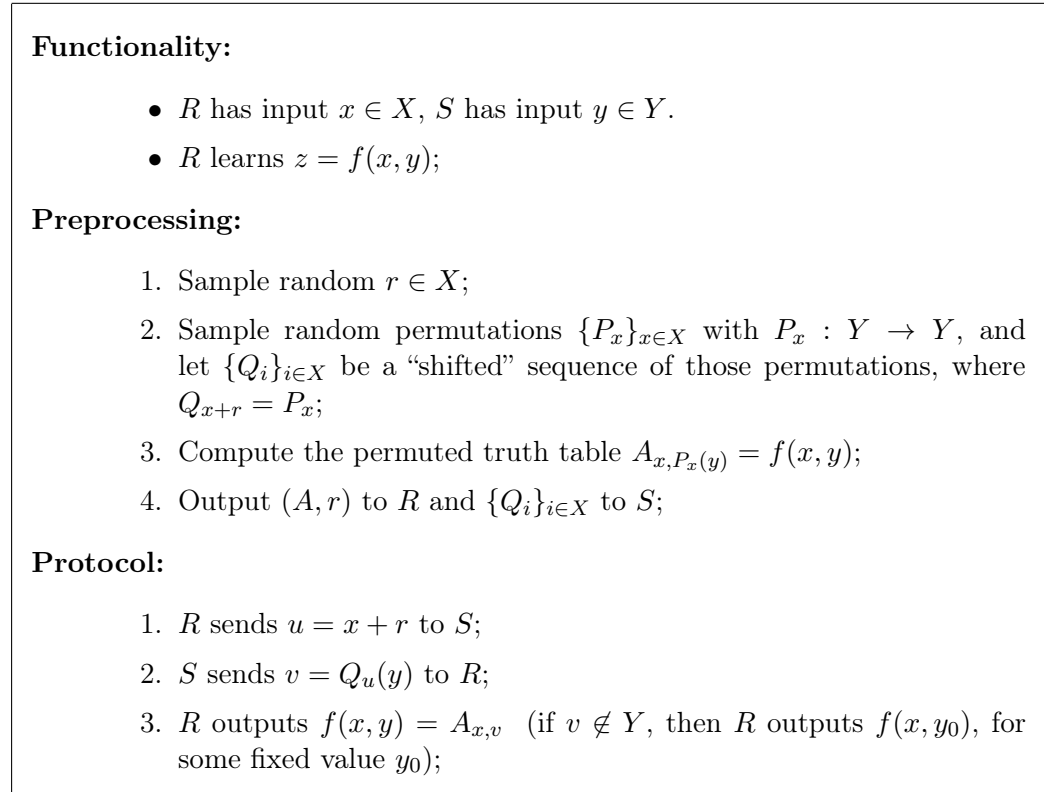 Functionality:
• R has input x ∈ X, S has input y ∈ Y.
• R learns z = f(x, y);
Preprocessing:
1. Sample random r ∈ X;
2. Sample random permutations {P_x}_{x∈X} with P_x : Y → Y, and
let {Q_i}_{i∈X} be a “shifted” sequence of those permutations, where
Q_{x+r} = P_x;
3. Compute the permuted truth table A_{x,P_x(y)} = f(x, y);
4. Output (A, r) to R and {Q_i}_{i∈X} to S;
Protocol:
1. R sends u = x + r to S;
2. S sends v = Q_u(y) to R;
3. R outputs f(x, y) = A_{x,v} (if v ∉ Y, then R outputs f(x, y_0), for
some fixed value y_0);